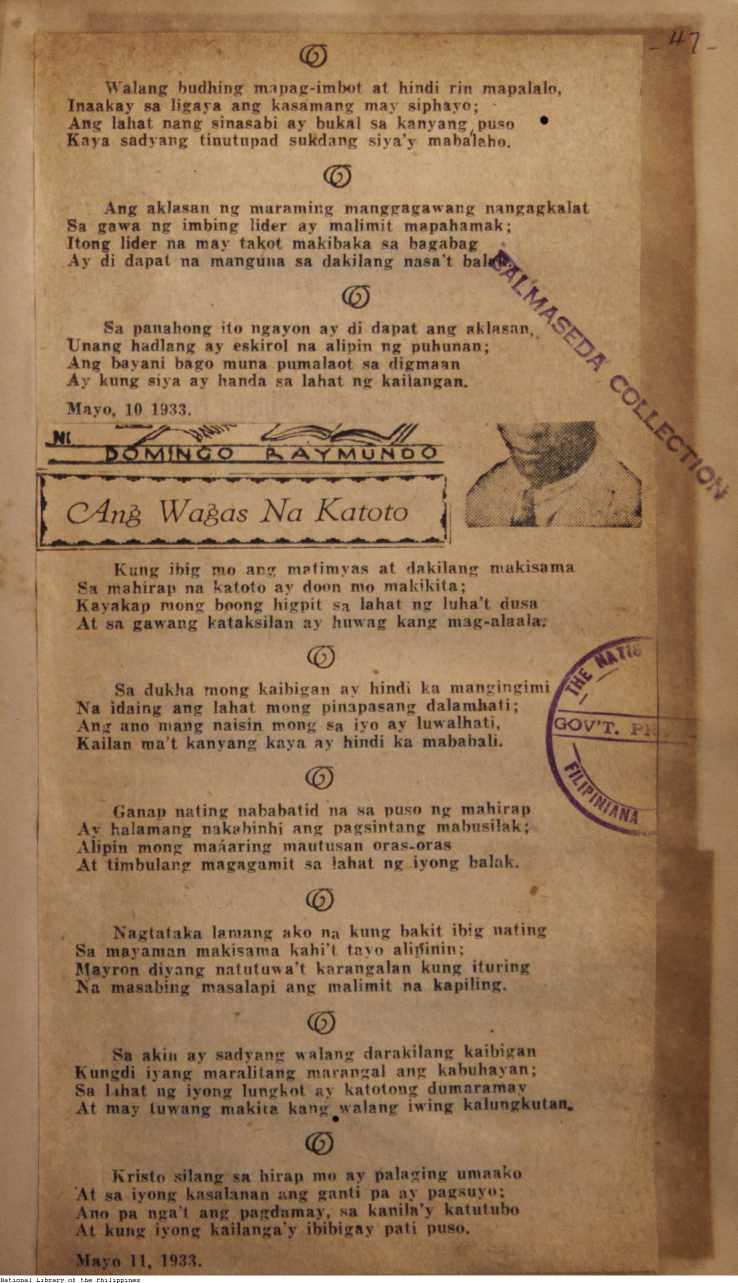 - 47 -
Walang budhing mapag-imbot at hindi rin mapalalo,
Inaakay sa ligaya ang kasamang may siphayo;
Ang lahat nang sinasabi ay bukal sa kanyang puso
Kaya sadyang tinutupad sukdang siya'y mabalaho.
Ang aklasan ng maraming manggagawang nangagkalat
Sa gawa ng imbing lider ay malimit mapahamak;
Itong lider na may takot makibaka sa bagabag
Ay di dapat na manguna sa dakilang nasa't balak.
BALMASEDA COLLECTION
Sa panahong ito ngayon ay di dapat ang aklasan,
Unang hadlang ay eskirol na alipin ng puhunan;
Ang bayani bago muna pumalaot sa digmaan
Ay kung siya ay handa sa lahat ng kailangan.
Mayo, 10 1933.
NI
DOMINGO RAYMUNDO
Ang Wagas Na Katoto
Kung ibig mo ang matimyas at dakilang makisama
Sa mahirap na katoto ay doon mo makikita;
Kayakap mong boong higpit sa lahat ng luha't dusa
At sa gawang kataksilan ay huwag kang mag-alaala.
Sa dukha mong kaibigan ay hindi ka mangingimi
Na idaing ang lahat mong pinapasang dalamhati;
Ang ano mang naisin mong sa iyo ay luwalhati,
Kailan ma't kanyang kaya ay hindi ka mababali.
THE NATIO
GOV'T. P
FILIPINIANA
Ganap nating nababatid na sa puso ng mahirap
Ay halamang nakabinhi ang pagsintang mabusilak;
Alipin mong maaaring mautusan oras-oras
At timbulang magagamit sa lahat ng iyong balak.
Nagtataka lamang ako na kung bakit ibig nating
Sa mayaman makisama kahi't tayo alipinin;
Mayron diyang natutuwa't karangalan kung ituring
Na masabing masalapi ang malimit na kapiling.
Sa akin ay sadyang walang darakilang kaibigan
Kungdi iyang maralitang marangal ang kabuhayan;
Sa lahat ng iyong lungkot ay katotong dumaramay
At may tuwang makita kang walang iwing kalungkutan.
Kristo silang sa hirap mo ay palaging umaako
At sa iyong kasalanan ang ganti pa ay pagsuyo;
Ano pa nga't ang pagdamay, sa kanila'y katutubo
At kung iyong kailanga'y ibibigay pati puso.
Mayo 11, 1933.
National Library of the Philippines